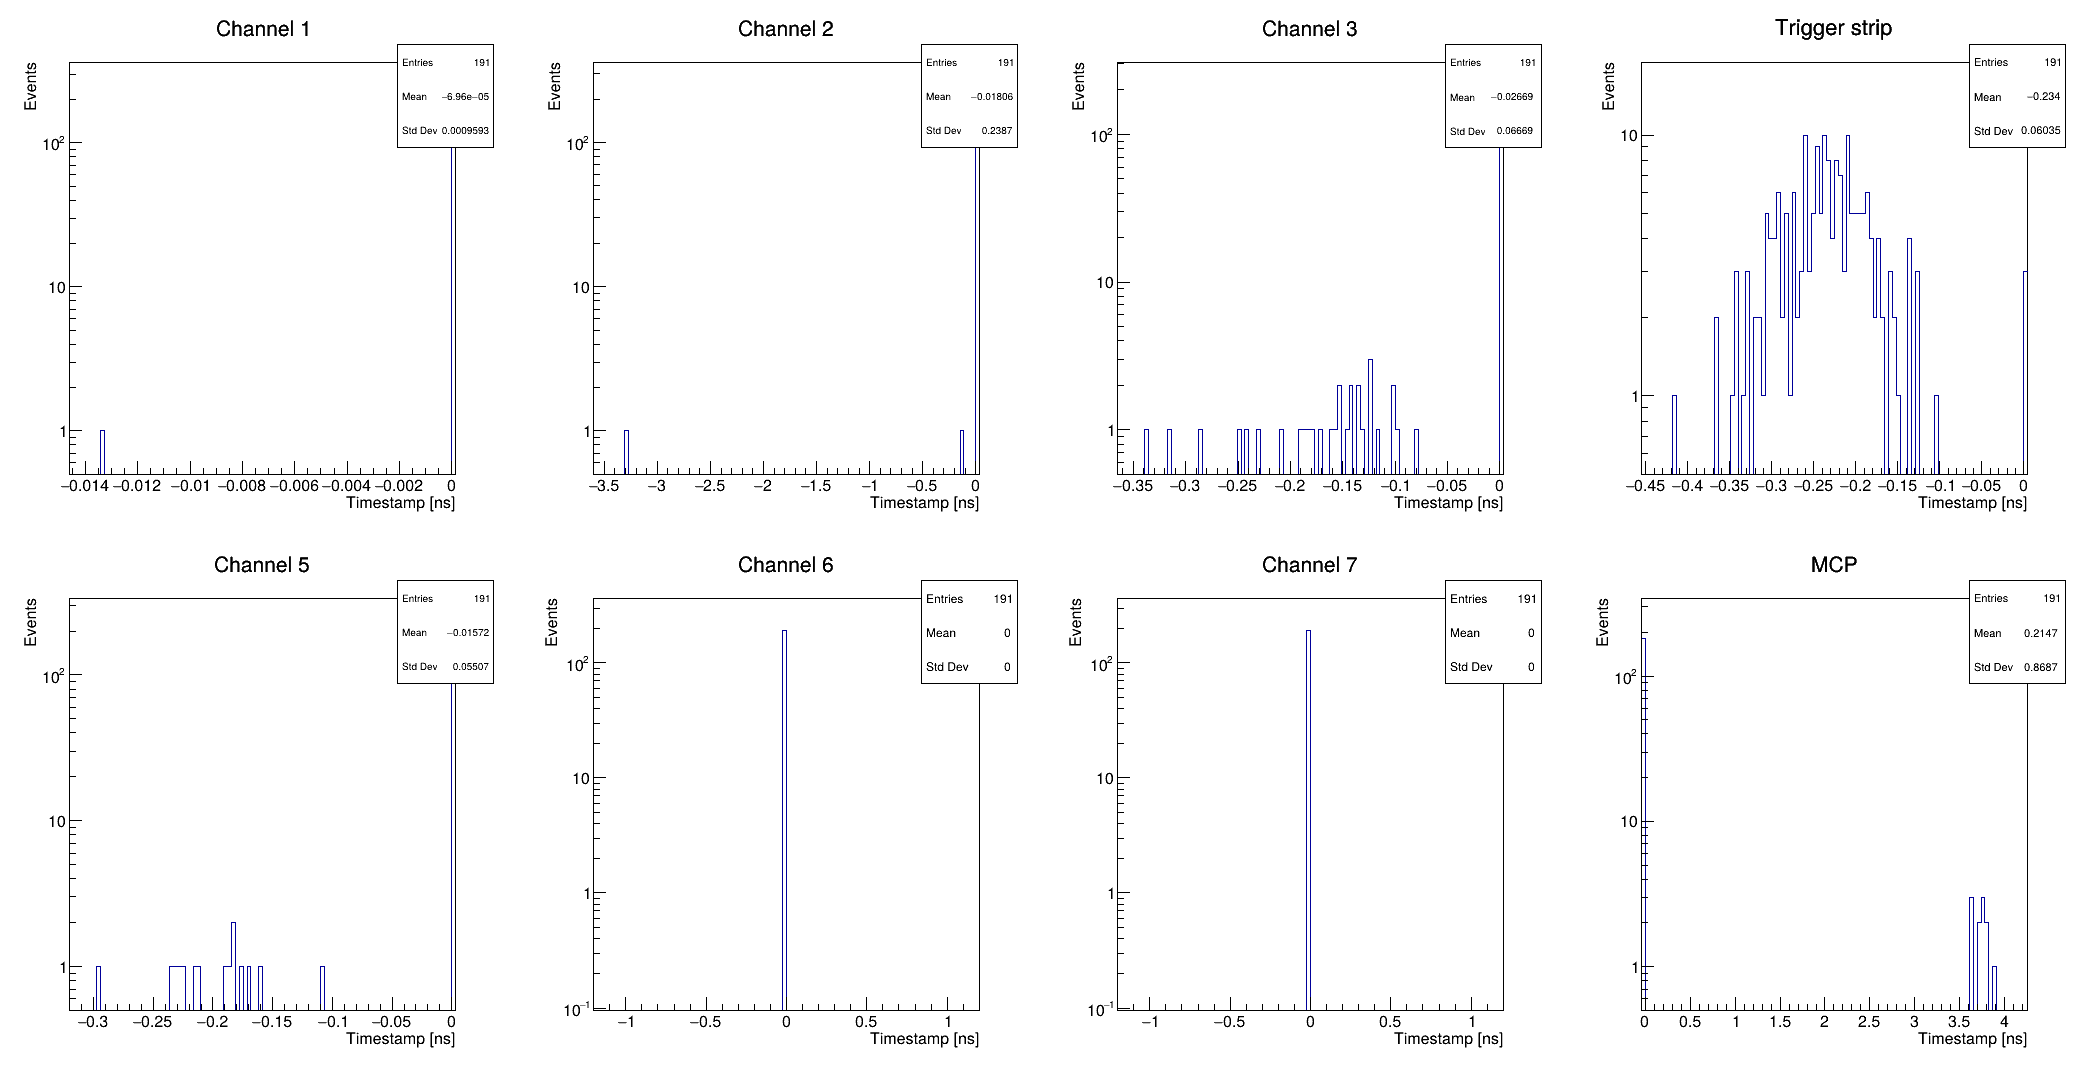 Channel 1
Events
Entries 191
Mean −6.96e−05
Std Dev 0.0009593
10²
10
1
−0.014 −0.012 −0.01 −0.008 −0.006 −0.004 −0.002 0
Timestamp [ns]
Channel 2
Events
Entries 191
Mean −0.01806
Std Dev 0.2387
10²
10
1
−3.5 −3 −2.5 −2 −1.5 −1 −0.5 0
Timestamp [ns]
Channel 3
Events
Entries 191
Mean −0.02669
Std Dev 0.06669
10²
10
1
−0.35 −0.3 −0.25 −0.2 −0.15 −0.1 −0.05 0
Timestamp [ns]
Trigger strip
Events
Entries 191
Mean −0.234
Std Dev 0.06035
10
1
−0.45 −0.4 −0.35 −0.3 −0.25 −0.2 −0.15 −0.1 −0.05 0
Timestamp [ns]
Channel 5
Events
Entries 191
Mean −0.01572
Std Dev 0.05507
10²
10
1
−0.3 −0.25 −0.2 −0.15 −0.1 −0.05 0
Timestamp [ns]
Channel 6
Events
Entries 191
Mean 0
Std Dev 0
10²
10
1
10⁻¹
−1 −0.5 0 0.5 1
Timestamp [ns]
Channel 7
Events
Entries 191
Mean 0
Std Dev 0
10²
10
1
10⁻¹
−1 −0.5 0 0.5 1
Timestamp [ns]
MCP
Events
Entries 191
Mean 0.2147
Std Dev 0.8687
10²
10
1
0 0.5 1 1.5 2 2.5 3 3.5 4
Timestamp [ns]